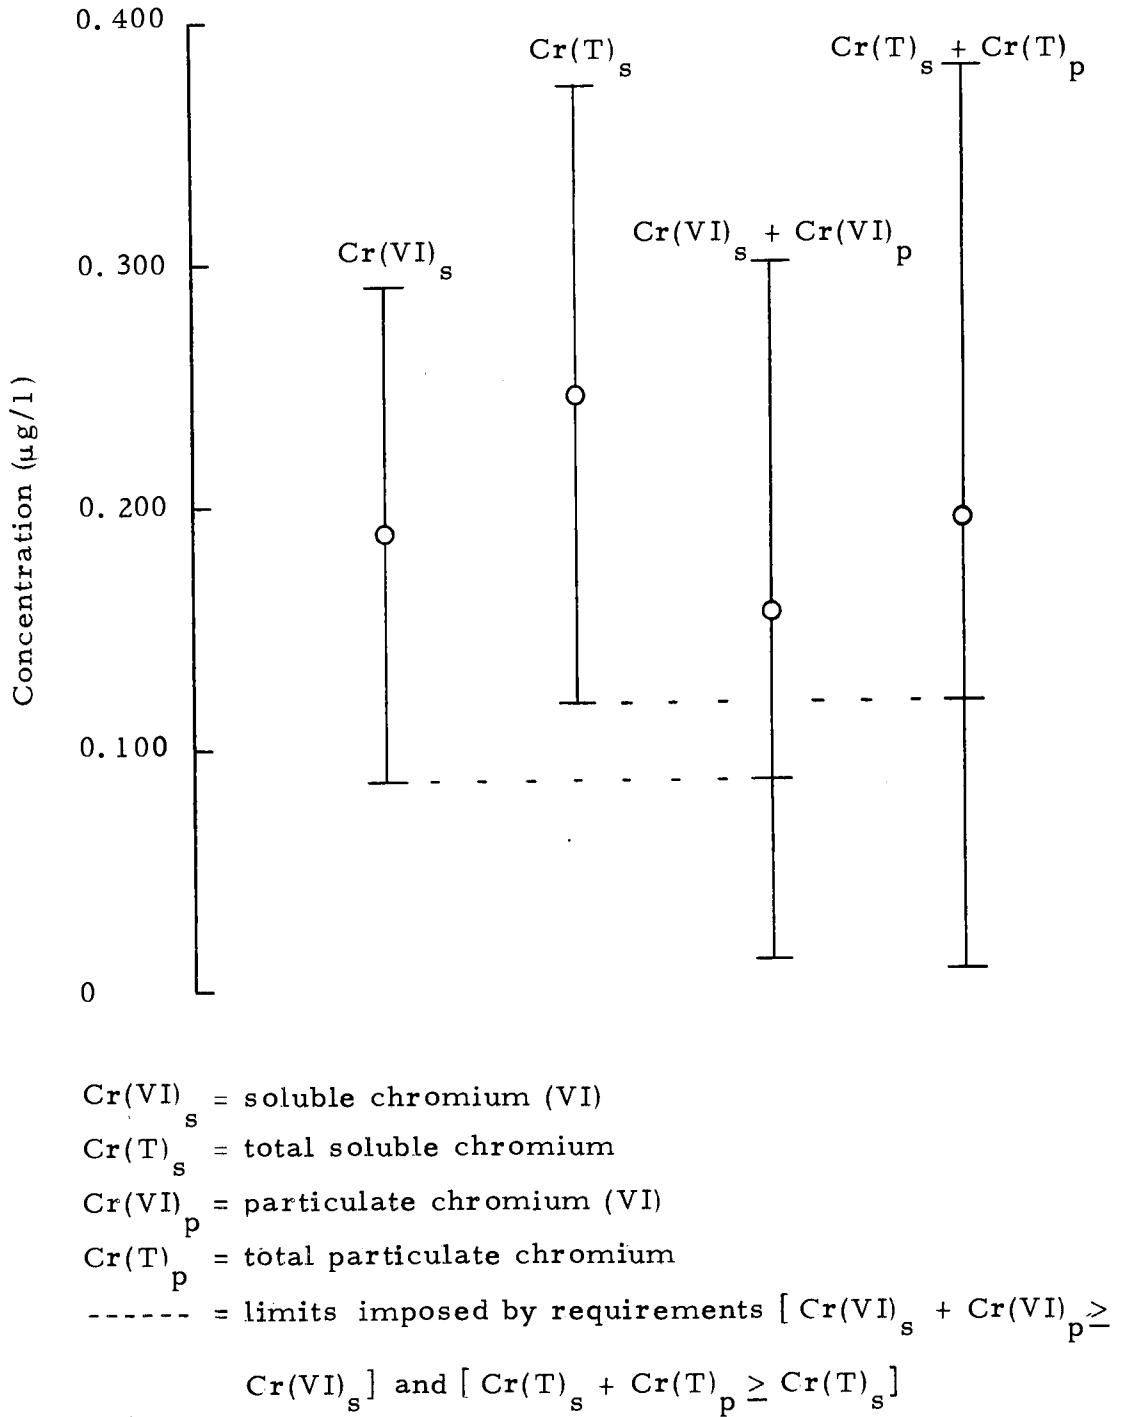 0.400
Cr(T)s
Cr(T)s + Cr(T)p
Cr(VI)s + Cr(VI)p
Cr(VI)s
0.300
Concentration (µg/l)
0.200
0.100
0
Cr(VI)s = soluble chromium (VI)
Cr(T)s = total soluble chromium
Cr(VI)p = particulate chromium (VI)
Cr(T)p = total particulate chromium
------ = limits imposed by requirements [ Cr(VI)s + Cr(VI)p ≥
Cr(VI)s] and [ Cr(T)s + Cr(T)p ≥ Cr(T)s]